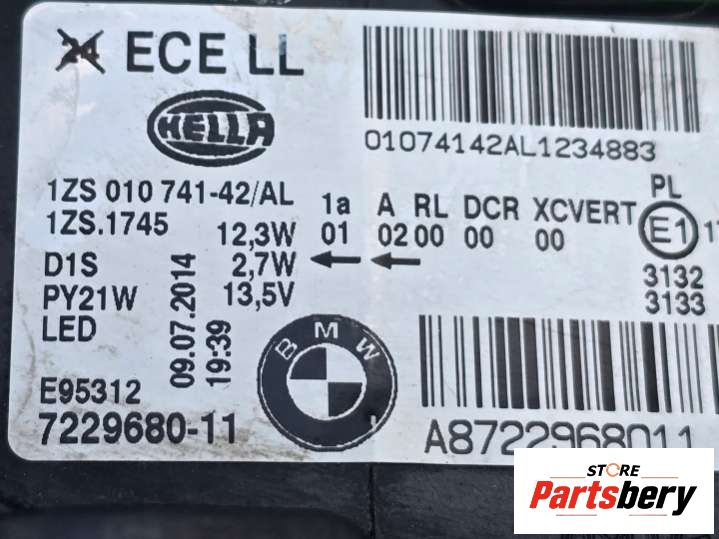 24 ECE LL
HELLA
01074142AL1234883
1ZS 010 741-42/AL
1ZS.1745
12,3W
D1S
2,7W
PY21W
13,5V
LED
09.07.2014
19:39
1a A RL DCR XCVERT
01 02 00 00 00
PL
E1
3132
3133
E95312
7229680-11
BMW
A8722968011
STORE
Partsbery